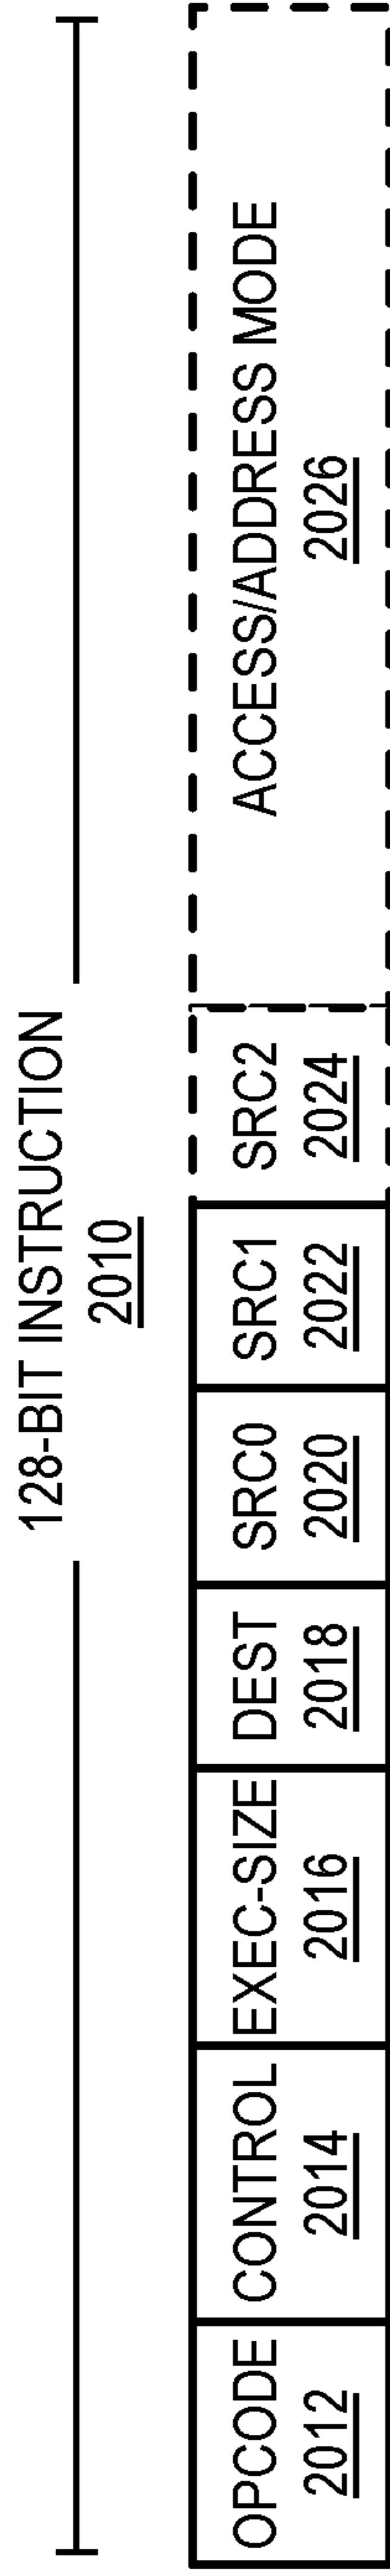 128-BIT INSTRUCTION
2010
OPCODE
2012
CONTROL
2014
EXEC-SIZE
2016
DEST
2018
SRC0
2020
SRC1
2022
SRC2
2024
ACCESS/ADDRESS MODE
2026